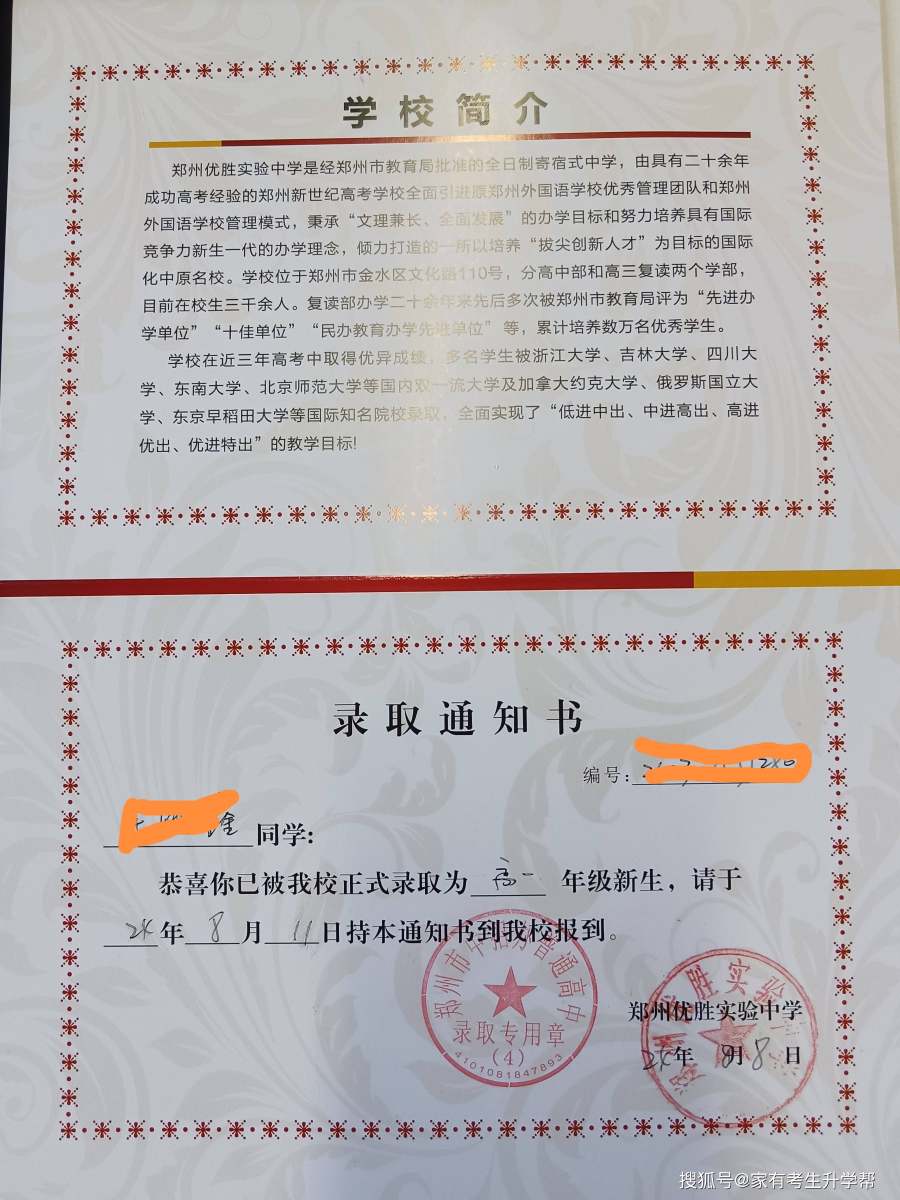 学校简介
郑州优胜实验中学是经郑州市教育局批准的全日制寄宿式中学，由具有二十余年
成功高考经验的郑州新世纪高考学校全面引进原郑州外国语学校优秀管理团队和郑州
外国语学校管理模式，秉承“文理兼长、全面发展”的办学目标和努力培养具有国际
竞争力新生一代的办学理念，倾力打造的一所以培养“拔尖创新人才”为目标的国际
化中原名校。学校位于郑州市金水区文化路110号，分高中部和高三复读两个学部，
目前在校生三千余人。复读部办学二十余年来先后多次被郑州市教育局评为“先进办
学单位”“十佳单位”“民办教育办学先进单位”等，累计培养数万名优秀学生。
学校在近三年高考中取得优异成绩，多名学生被浙江大学、吉林大学、四川大
学、东南大学、北京师范大学等国内双一流大学及加拿大约克大学、俄罗斯国立大
学、东京早稻田大学等国际知名院校录取，全面实现了“低进中出、中进高出、高进
优出、优进特出”的教学目标!
录取通知书
编号:
同学:
恭喜你已被我校正式录取为 高一 年级新生，请于
24年8月11日持本通知书到我校报到。
郑州市中招办普通高中
录取专用章
(4)
4101081847893
郑州优胜实验中学
24年8月8日
搜狐号@家有考生升学帮